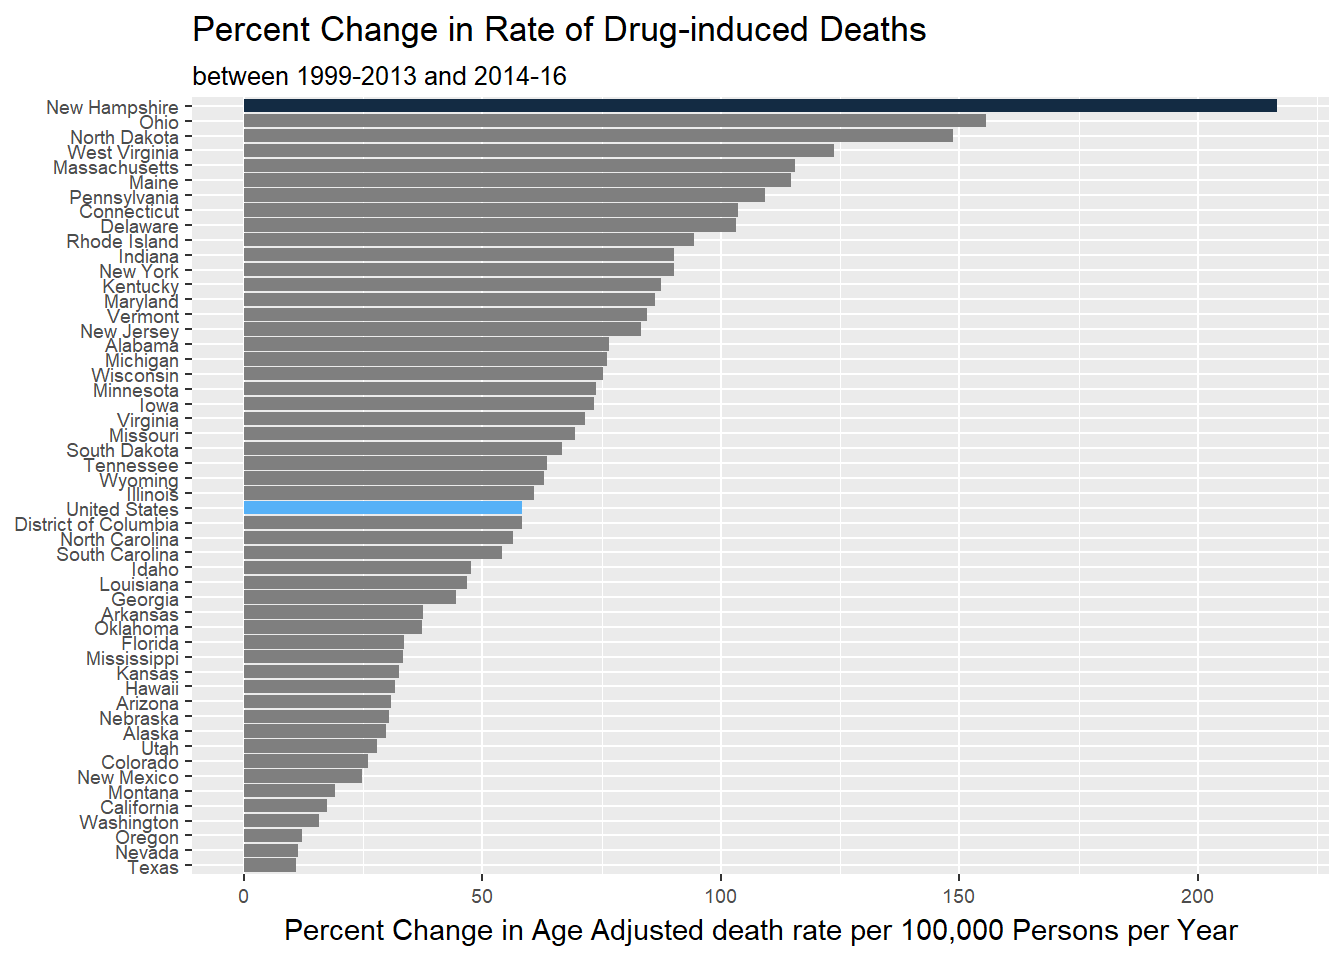 Percent Change in Rate of Drug-induced Deaths
between 1999-2013 and 2014-16
New Hampshire
Ohio
North Dakota
West Virginia
Massachusetts
Maine
Pennsylvania
Connecticut
Delaware
Rhode Island
Indiana
New York
Kentucky
Maryland
Vermont
New Jersey
Alabama
Michigan
Wisconsin
Minnesota
Iowa
Virginia
Missouri
South Dakota
Tennessee
Wyoming
Illinois
United States
District of Columbia
North Carolina
South Carolina
Idaho
Louisiana
Georgia
Arkansas
Oklahoma
Florida
Mississippi
Kansas
Hawaii
Arizona
Nebraska
Alaska
Utah
Colorado
New Mexico
Montana
California
Washington
Oregon
Nevada
Texas
0 50 100 150 200
Percent Change in Age Adjusted death rate per 100,000 Persons per Year